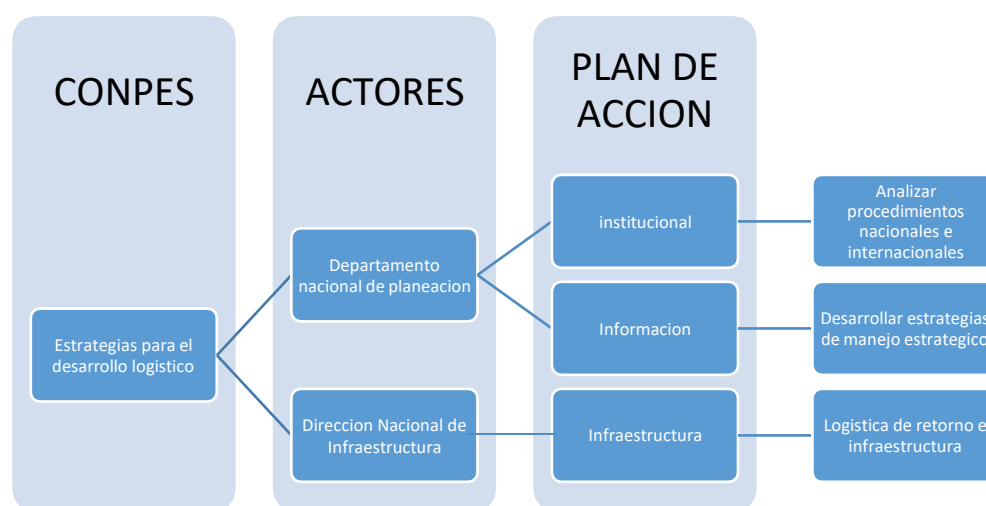 CONPES
ACTORES
PLAN DE
ACCION
Estrategias para el
desarrollo logistico
Departamento
nacional de planeacion
Direccion Nacional de
Infraestructura
institucional
Informacion
Infraestructura
Analizar
procedimientos
nacionales e
internacionales
Desarrollar estrategias
de manejo estrategico
Logistica de retorno e
infraestructura